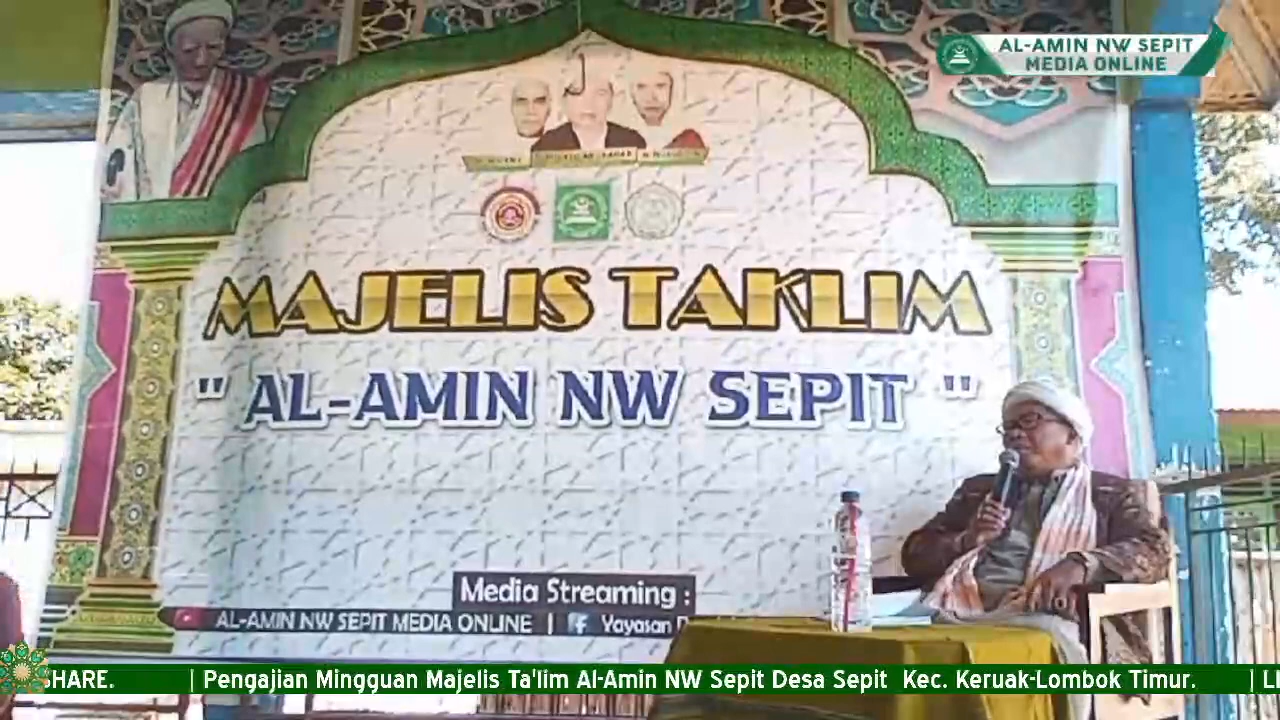 AL-AMIN NW SEPIT
MEDIA ONLINE
MAJELIS TAKLIM
" AL-AMIN NW SEPIT "
Media Streaming :
AL-AMIN NW SEPIT MEDIA ONLINE | Yayasan
SHARE. | Pengajian Mingguan Majelis Ta'lim Al-Amin NW Sepit Desa Sepit Kec. Keruak-Lombok Timur. |